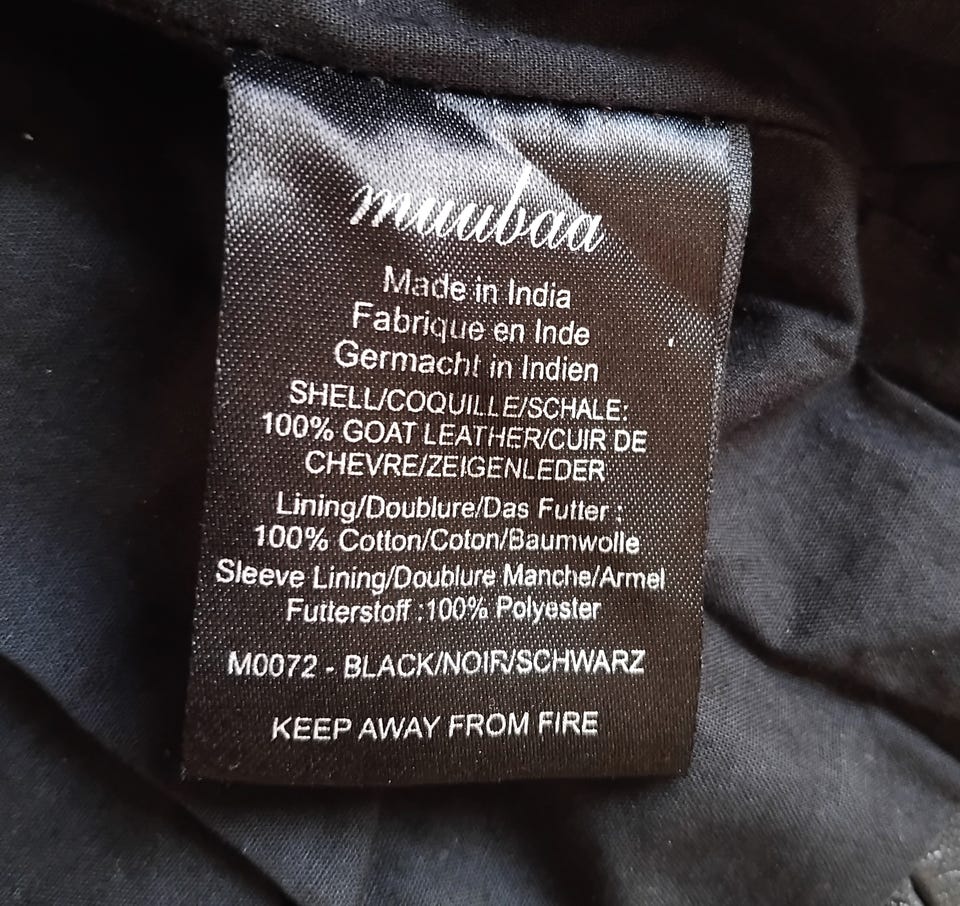 muubaa
Made in India
Fabrique en Inde
Germacht in Indien
SHELL/COQUILLE/SCHALE:
100% GOAT LEATHER/CUIR DE
CHEVRE/ZEIGENLEDER
Lining/Doublure/Das Futter :
100% Cotton/Coton/Baumwolle
Sleeve Lining/Doublure Manche/Armel
Futterstoff :100% Polyester
M0072 - BLACK/NOIR/SCHWARZ
KEEP AWAY FROM FIRE